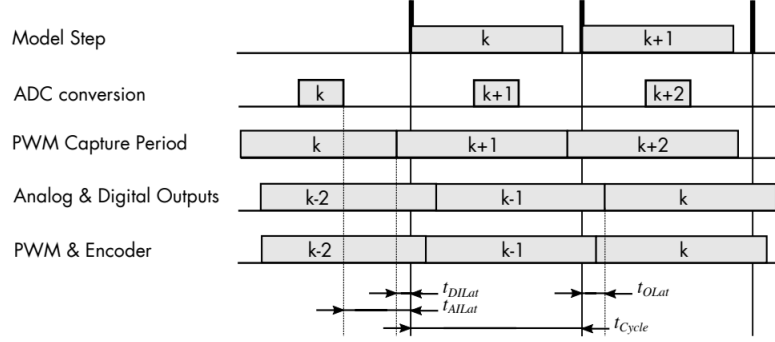 Model Step k k+1
ADC conversion k k+1 k+2
PWM Capture Period k k+1 k+2
Analog & Digital Outputs k-2 k-1 k
PWM & Encoder k-2 k-1 k
tDILat tOLat
tAILat
tCycle